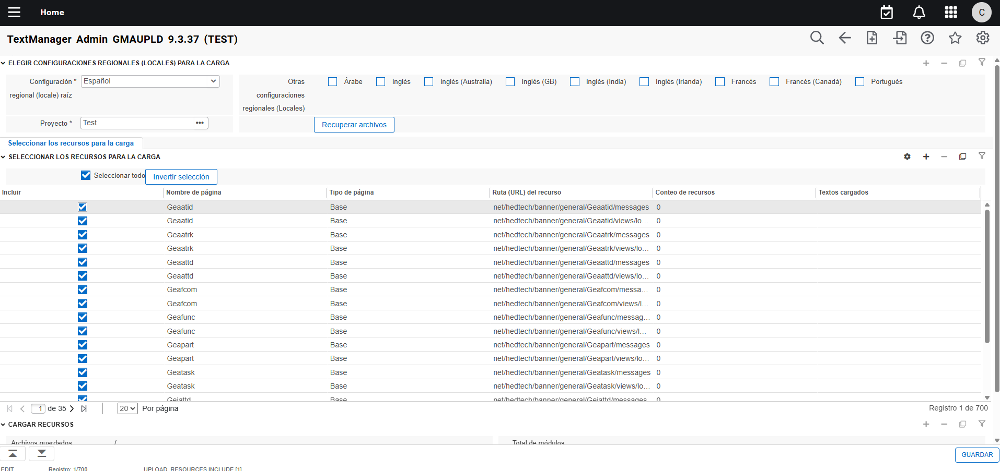 Home
C
TextManager Admin GMAUPLD 9.3.37 (TEST)
ELEGIR CONFIGURACIONES REGIONALES (LOCALES) PARA LA CARGA
Configuración * Español
regional (locale) raíz
Otras
configuraciones
regionales (Locales)
Árabe Inglés Inglés (Australia) Inglés (GB) Inglés (India) Inglés (Irlanda) Francés Francés (Canadá) Portugués
Proyecto * Test ••• Recuperar archivos
Seleccionar los recursos para la carga
SELECCIONAR LOS RECURSOS PARA LA CARGA
Seleccionar todo Invertir selección
Incluir Nombre de página Tipo de página Ruta (URL) del recurso Conteo de recursos Textos cargados
Geaatid Base net/hedtech/banner/general/Geaatid/messages 0
Geaatid Base net/hedtech/banner/general/Geaatid/views/lo... 0
Geaatrk Base net/hedtech/banner/general/Geaatrk/messages 0
Geaatrk Base net/hedtech/banner/general/Geaatrk/views/lo... 0
Geaattd Base net/hedtech/banner/general/Geaattd/messages 0
Geaattd Base net/hedtech/banner/general/Geaattd/views/lo... 0
Geafcom Base net/hedtech/banner/general/Geafcom/messa... 0
Geafcom Base net/hedtech/banner/general/Geafcom/views/l... 0
Geafunc Base net/hedtech/banner/general/Geafunc/messag... 0
Geafunc Base net/hedtech/banner/general/Geafunc/views/l... 0
Geapart Base net/hedtech/banner/general/Geapart/messages 0
Geapart Base net/hedtech/banner/general/Geapart/views/lo... 0
Geatask Base net/hedtech/banner/general/Geatask/messages 0
Geatask Base net/hedtech/banner/general/Geatask/views/lo... 0
Geiattd Base net/hedtech/banner/general/Geiattd/messages 0
1 de 35 20 Por página Registro 1 de 700
CARGAR RECURSOS
Archivos guardados / Total de módulos
GUARDAR
EDIT Registro: 1/700 UPLOAD_RESOURCES.INCLUDE [1]